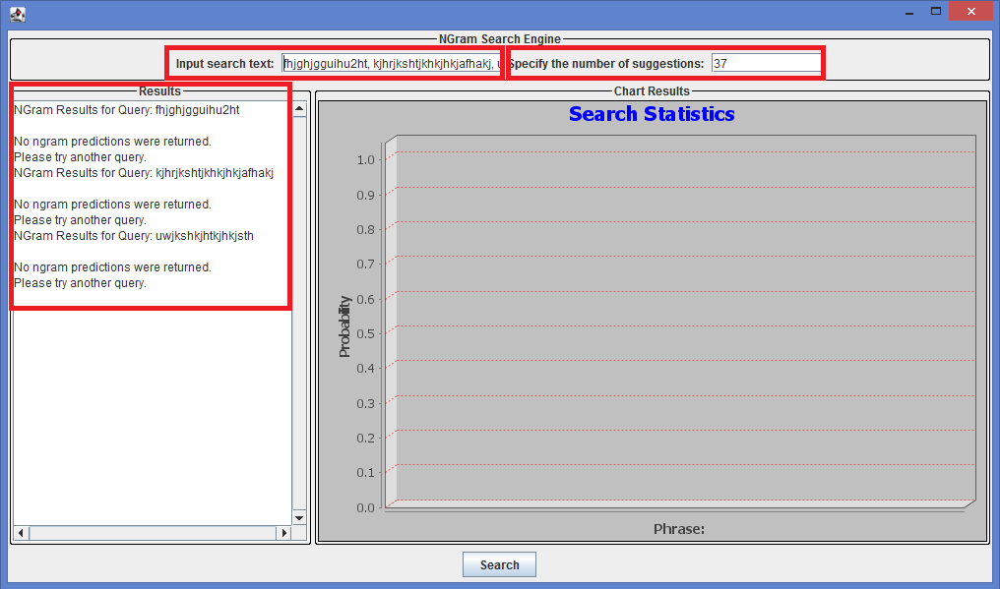 NGram Search Engine
Input search text: fhjghjgguihu2ht, kjhrjkshtjkhkjhkjafhakj, u Specify the number of suggestions: 37
Results
NGram Results for Query: fhjghjgguihu2ht
No ngram predictions were returned.
Please try another query.
NGram Results for Query: kjhrjkshtjkhkjhkjafhakj
No ngram predictions were returned.
Please try another query.
NGram Results for Query: uwjkshkjhtkjhkjsth
No ngram predictions were returned.
Please try another query.
Chart Results
Search Statistics
Probability
1.0
0.9
0.8
0.7
0.6
0.5
0.4
0.3
0.2
0.1
0.0
Phrase:
Search